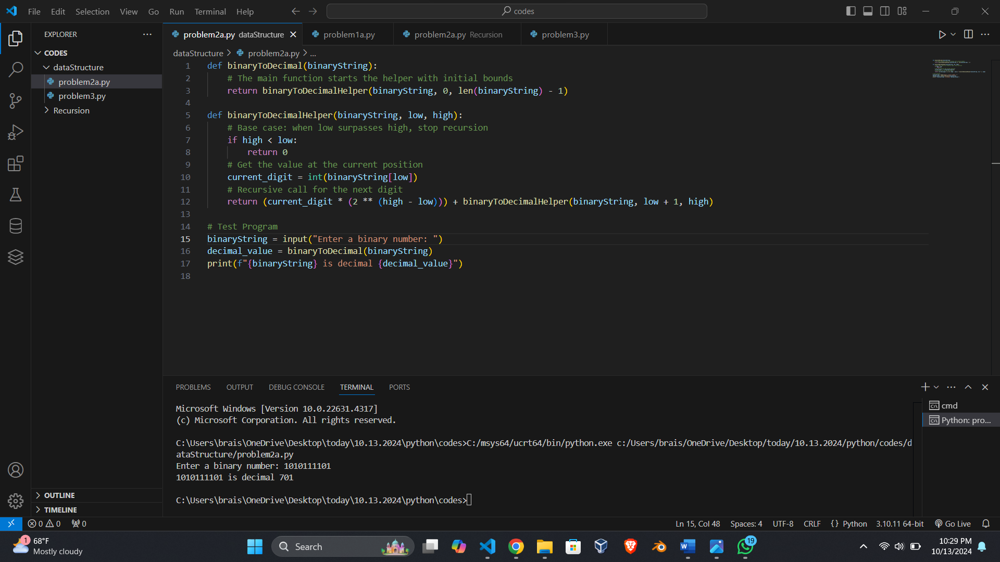 File Edit Selection View Go Run Terminal Help
codes
EXPLORER
CODES
dataStructure
problem2a.py
problem3.py
Recursion
OUTLINE
TIMELINE
problem2a.py dataStructure
problem1a.py
problem2a.py Recursion
problem3.py
dataStructure > problem2a.py > ...
1 def binaryToDecimal(binaryString):
2     # The main function starts the helper with initial bounds
3     return binaryToDecimalHelper(binaryString, 0, len(binaryString) - 1)
4
5 def binaryToDecimalHelper(binaryString, low, high):
6     # Base case: when low surpasses high, stop recursion
7     if high < low:
8         return 0
9     # Get the value at the current position
10     current_digit = int(binaryString[low])
11     # Recursive call for the next digit
12     return (current_digit * (2 ** (high - low))) + binaryToDecimalHelper(binaryString, low + 1, high)
13
14 # Test Program
15 binaryString = input("Enter a binary number: ")
16 decimal_value = binaryToDecimal(binaryString)
17 print(f"{binaryString} is decimal {decimal_value}")
18
PROBLEMS OUTPUT DEBUG CONSOLE TERMINAL PORTS
Microsoft Windows [Version 10.0.22631.4317]
(c) Microsoft Corporation. All rights reserved.
C:\Users\brais\OneDrive\Desktop\today\10.13.2024\python\codes>C:/msys64/ucrt64/bin/python.exe c:/Users/brais/OneDrive/Desktop/today/10.13.2024/python/codes/d
ataStructure/problem2a.py
Enter a binary number: 1010111101
1010111101 is decimal 701
C:\Users\brais\OneDrive\Desktop\today\10.13.2024\python\codes>
cmd
Python: pro...
0 0 0
Ln 15, Col 48 Spaces: 4 UTF-8 CRLF {} Python 3.10.11 64-bit Go Live
1
68°F
Mostly cloudy
Search
19
10:29 PM
10/13/2024